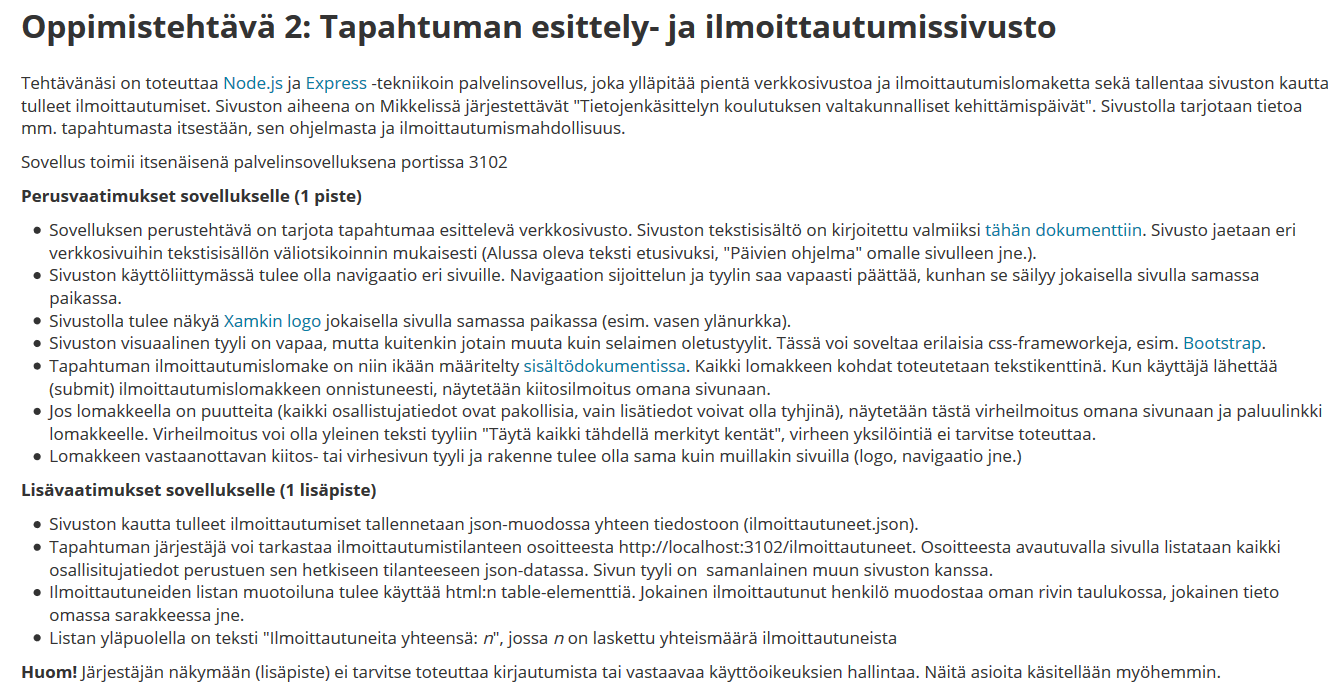 Oppimistehtävä 2: Tapahtuman esittely- ja ilmoittautumissivusto
Tehtävänäsi on toteuttaa Node.js ja Express -tekniikoin palvelinsovellus, joka ylläpitää pientä verkkosivustoa ja ilmoittautumislomaketta sekä tallentaa sivuston kautta
tulleet ilmoittautumiset. Sivuston aiheena on Mikkelissä järjestettävät "Tietojenkäsittelyn koulutuksen valtakunnalliset kehittämispäivät". Sivustolla tarjotaan tietoa
mm. tapahtumasta itsestään, sen ohjelmasta ja ilmoittautumismahdollisuus.
Sovellus toimii itsenäisenä palvelinsovelluksena portissa 3102
Perusvaatimukset sovellukselle (1 piste)
• Sovelluksen perustehtävä on tarjota tapahtumaa esittelevä verkkosivusto. Sivuston tekstisisältö on kirjoitettu valmiiksi tähän dokumenttiin. Sivusto jaetaan eri
verkkosivuihin tekstisisällön väliotsikoinnin mukaisesti (Alussa oleva teksti etusivuksi, "Päivien ohjelma" omalle sivulleen jne.).
• Sivuston käyttöliittymässä tulee olla navigaatio eri sivuille. Navigaation sijoittelun ja tyylin saa vapaasti päättää, kunhan se säilyy jokaisella sivulla samassa
paikassa.
• Sivustolla tulee näkyä Xamkin logo jokaisella sivulla samassa paikassa (esim. vasen ylänurkka).
• Sivuston visuaalinen tyyli on vapaa, mutta kuitenkin jotain muuta kuin selaimen oletustyylit. Tässä voi soveltaa erilaisia css-frameworkeja, esim. Bootstrap.
• Tapahtuman ilmoittautumislomake on niin ikään määritelty sisältödokumentissa. Kaikki lomakkeen kohdat toteutetaan tekstikenttinä. Kun käyttäjä lähettää
(submit) ilmoittautumislomakkeen onnistuneesti, näytetään kiitosilmoitus omana sivunaan.
• Jos lomakkeella on puutteita (kaikki osallistujatiedot ovat pakollisia, vain lisätiedot voivat olla tyhjinä), näytetään tästä virheilmoitus omana sivunaan ja paluulinkki
lomakkeelle. Virheilmoitus voi olla yleinen teksti tyyliin "Täytä kaikki tähdellä merkityt kentät", virheen yksilöintiä ei tarvitse toteuttaa.
• Lomakkeen vastaanottavan kiitos- tai virhesivun tyyli ja rakenne tulee olla sama kuin muillakin sivuilla (logo, navigaatio jne.)
Lisävaatimukset sovellukselle (1 lisäpiste)
• Sivuston kautta tulleet ilmoittautumiset tallennetaan json-muodossa yhteen tiedostoon (ilmoittautuneet.json).
• Tapahtuman järjestäjä voi tarkastaa ilmoittautumistilanteen osoitteesta http://localhost:3102/ilmoittautuneet. Osoitteesta avautuvalla sivulla listataan kaikki
osallisitujatiedot perustuen sen hetkiseen tilanteeseen json-datassa. Sivun tyyli on samanlainen muun sivuston kanssa.
• Ilmoittautuneiden listan muotoiluna tulee käyttää html:n table-elementtiä. Jokainen ilmoittautunut henkilö muodostaa oman rivin taulukossa, jokainen tieto
omassa sarakkeessa jne.
• Listan yläpuolella on teksti "Ilmoittautuneita yhteensä: n", jossa n on laskettu yhteismäärä ilmoittautuneista
Huom! Järjestäjän näkymään (lisäpiste) ei tarvitse toteuttaa kirjautumista tai vastaavaa käyttöoikeuksien hallintaa. Näitä asioita käsitellään myöhemmin.